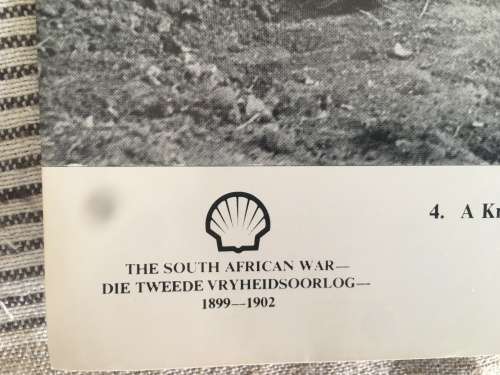 4. A
THE SOUTH AFRICAN WAR—
DIE TWEEDE VRYHEIDSOORLOG—
1899—1902